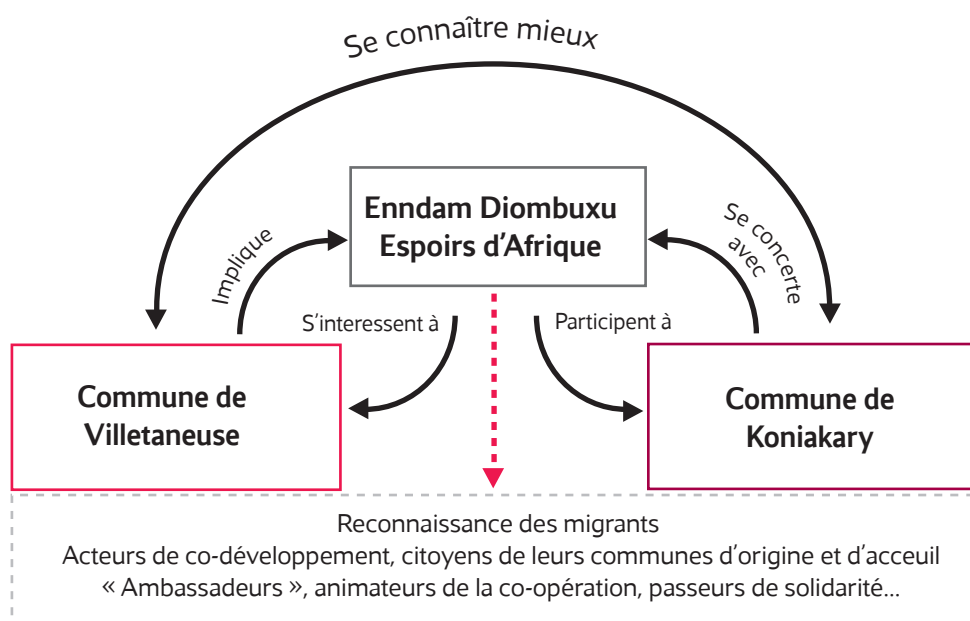 Se connaître mieux
Enndam Diombuxu
Espoirs d’Afrique
Implique
Se concerte
avec
S’interessent à
Participent à
Commune de
Villetaneuse
Commune de
Koniakary
Reconnaissance des migrants
Acteurs de co-développement, citoyens de leurs communes d’origine et d’acceuil
« Ambassadeurs », animateurs de la co-opération, passeurs de solidarité...